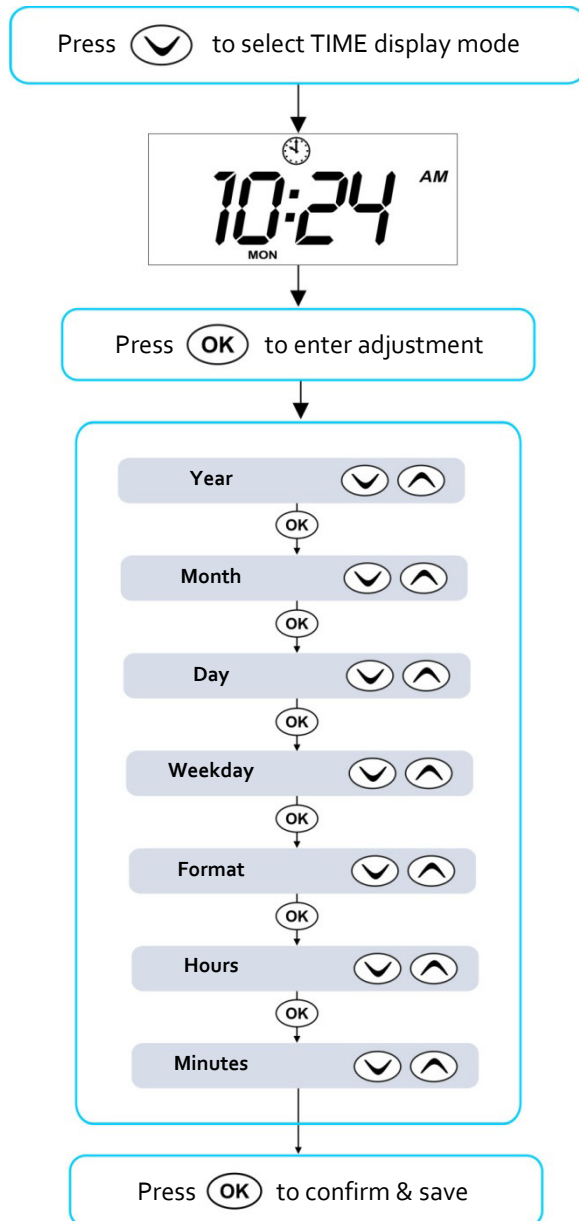 Press to select TIME display mode
10:24 AM
MON
Press OK to enter adjustment
Year
OK
Month
OK
Day
OK
Weekday
OK
Format
OK
Hours
OK
Minutes
Press OK to confirm & save